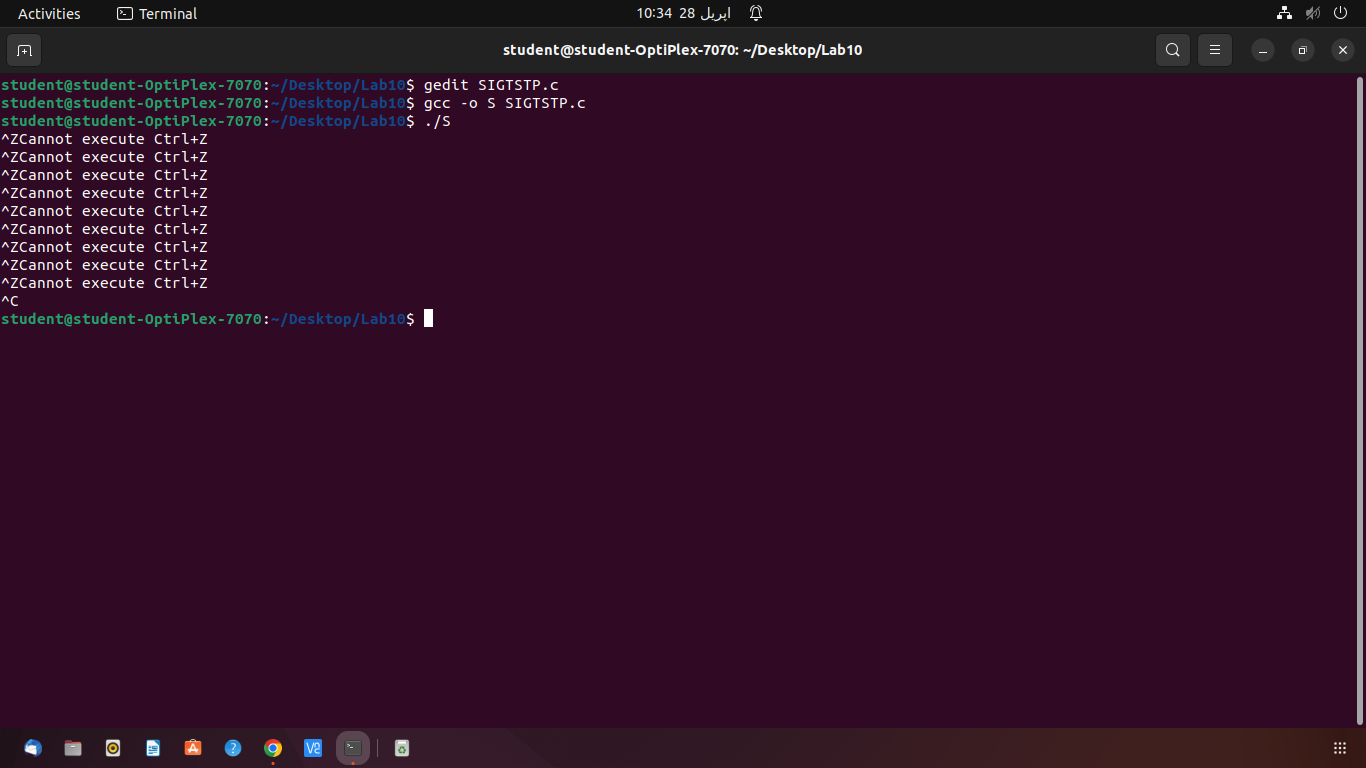 Activities
Terminal
10:34 28 اپریل
student@student-OptiPlex-7070: ~/Desktop/Lab10
student@student-OptiPlex-7070:~/Desktop/Lab10$ gedit SIGTSTP.c
student@student-OptiPlex-7070:~/Desktop/Lab10$ gcc -o S SIGTSTP.c
student@student-OptiPlex-7070:~/Desktop/Lab10$ ./S
^ZCannot execute Ctrl+Z
^ZCannot execute Ctrl+Z
^ZCannot execute Ctrl+Z
^ZCannot execute Ctrl+Z
^ZCannot execute Ctrl+Z
^ZCannot execute Ctrl+Z
^ZCannot execute Ctrl+Z
^ZCannot execute Ctrl+Z
^ZCannot execute Ctrl+Z
^C
student@student-OptiPlex-7070:~/Desktop/Lab10$